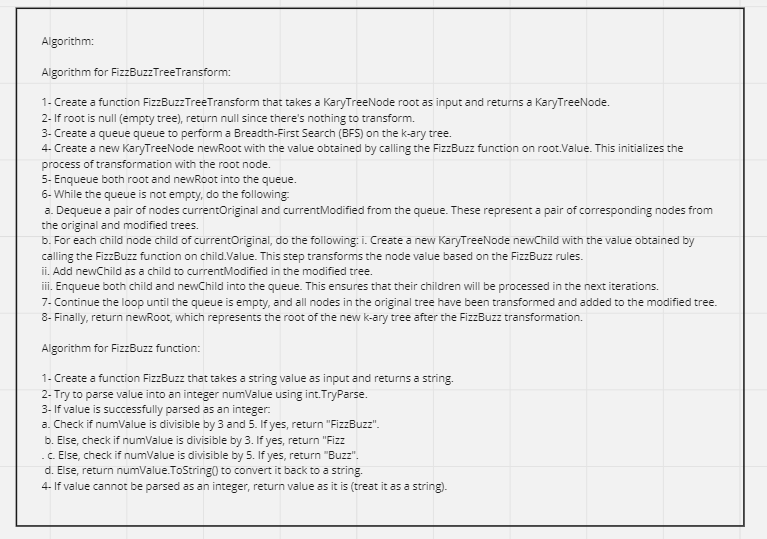 Algorithm:
Algorithm for FizzBuzzTreeTransform:
1- Create a function FizzBuzzTreeTransform that takes a KaryTreeNode root as input and returns a KaryTreeNode.
2- If root is null (empty tree), return null since there's nothing to transform.
3- Create a queue queue to perform a Breadth-First Search (BFS) on the k-ary tree.
4- Create a new KaryTreeNode newRoot with the value obtained by calling the FizzBuzz function on root.Value. This initializes the
process of transformation with the root node.
5- Enqueue both root and newRoot into the queue.
6- While the queue is not empty, do the following:
a. Dequeue a pair of nodes currentOriginal and currentModified from the queue. These represent a pair of corresponding nodes from
the original and modified trees.
b. For each child node child of currentOriginal, do the following: i. Create a new KaryTreeNode newChild with the value obtained by
calling the FizzBuzz function on child.Value. This step transforms the node value based on the FizzBuzz rules.
ii. Add newChild as a child to currentModified in the modified tree.
iii. Enqueue both child and newChild into the queue. This ensures that their children will be processed in the next iterations.
7- Continue the loop until the queue is empty, and all nodes in the original tree have been transformed and added to the modified tree.
8- Finally, return newRoot, which represents the root of the new k-ary tree after the FizzBuzz transformation.
Algorithm for FizzBuzz function:
1- Create a function FizzBuzz that takes a string value as input and returns a string.
2- Try to parse value into an integer numValue using int.TryParse.
3- If value is successfully parsed as an integer:
a. Check if numValue is divisible by 3 and 5. If yes, return "FizzBuzz".
b. Else, check if numValue is divisible by 3. If yes, return "Fizz
. c. Else, check if numValue is divisible by 5. If yes, return "Buzz".
d. Else, return numValue.ToString() to convert it back to a string.
4- If value cannot be parsed as an integer, return value as it is (treat it as a string).